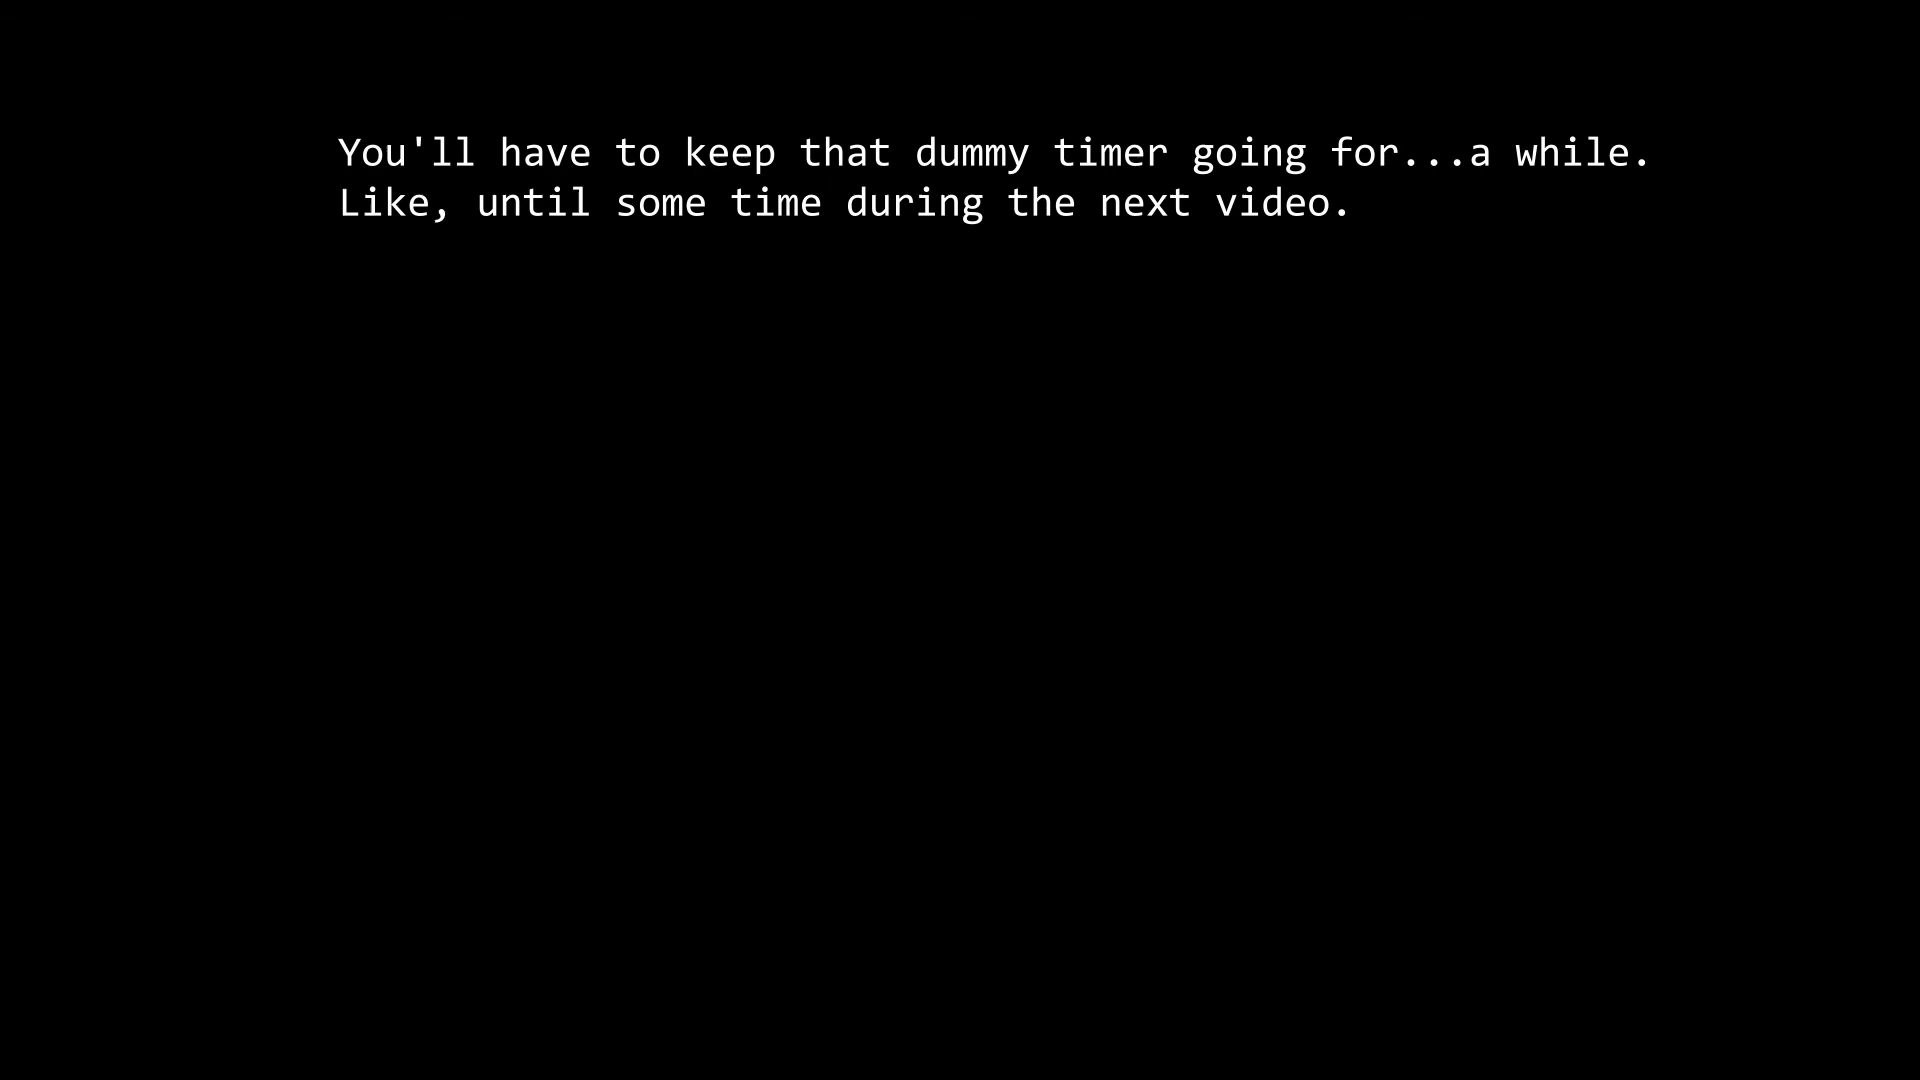 You'll have to keep that dummy timer going for...a while.
Like, until some time during the next video.